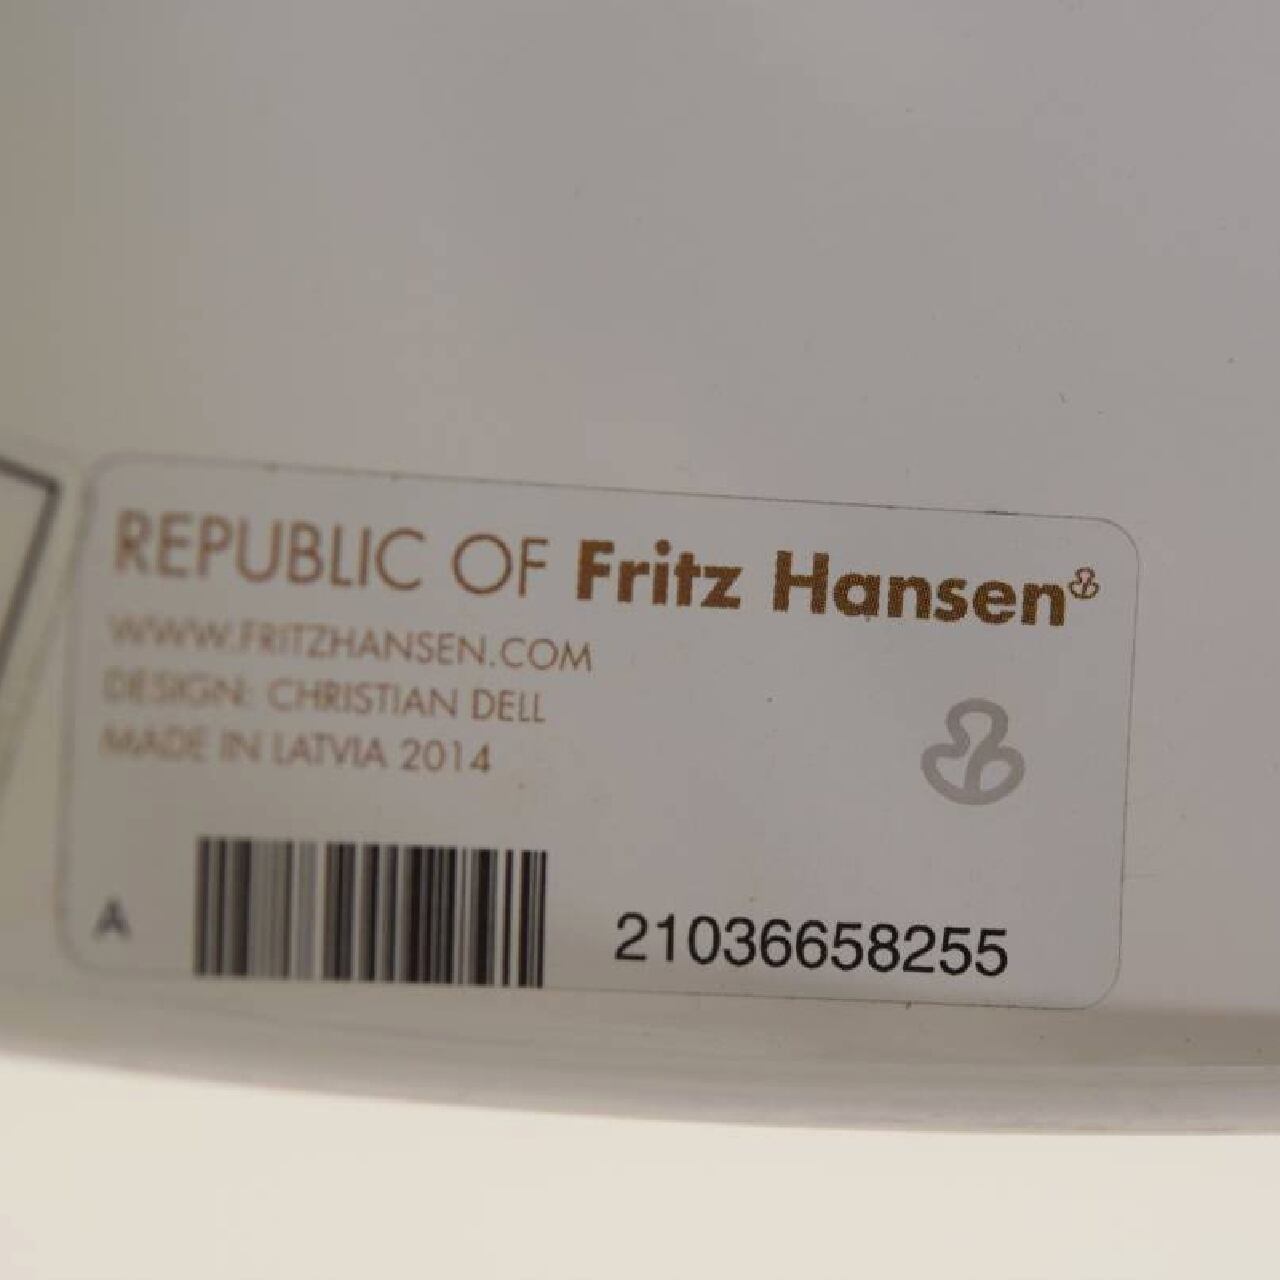 REPUBLIC OF Fritz Hansen
WWW.FRITZHANSEN.COM
DESIGN: CHRISTIAN DELL
MADE IN LATVIA 2014
A
21036658255